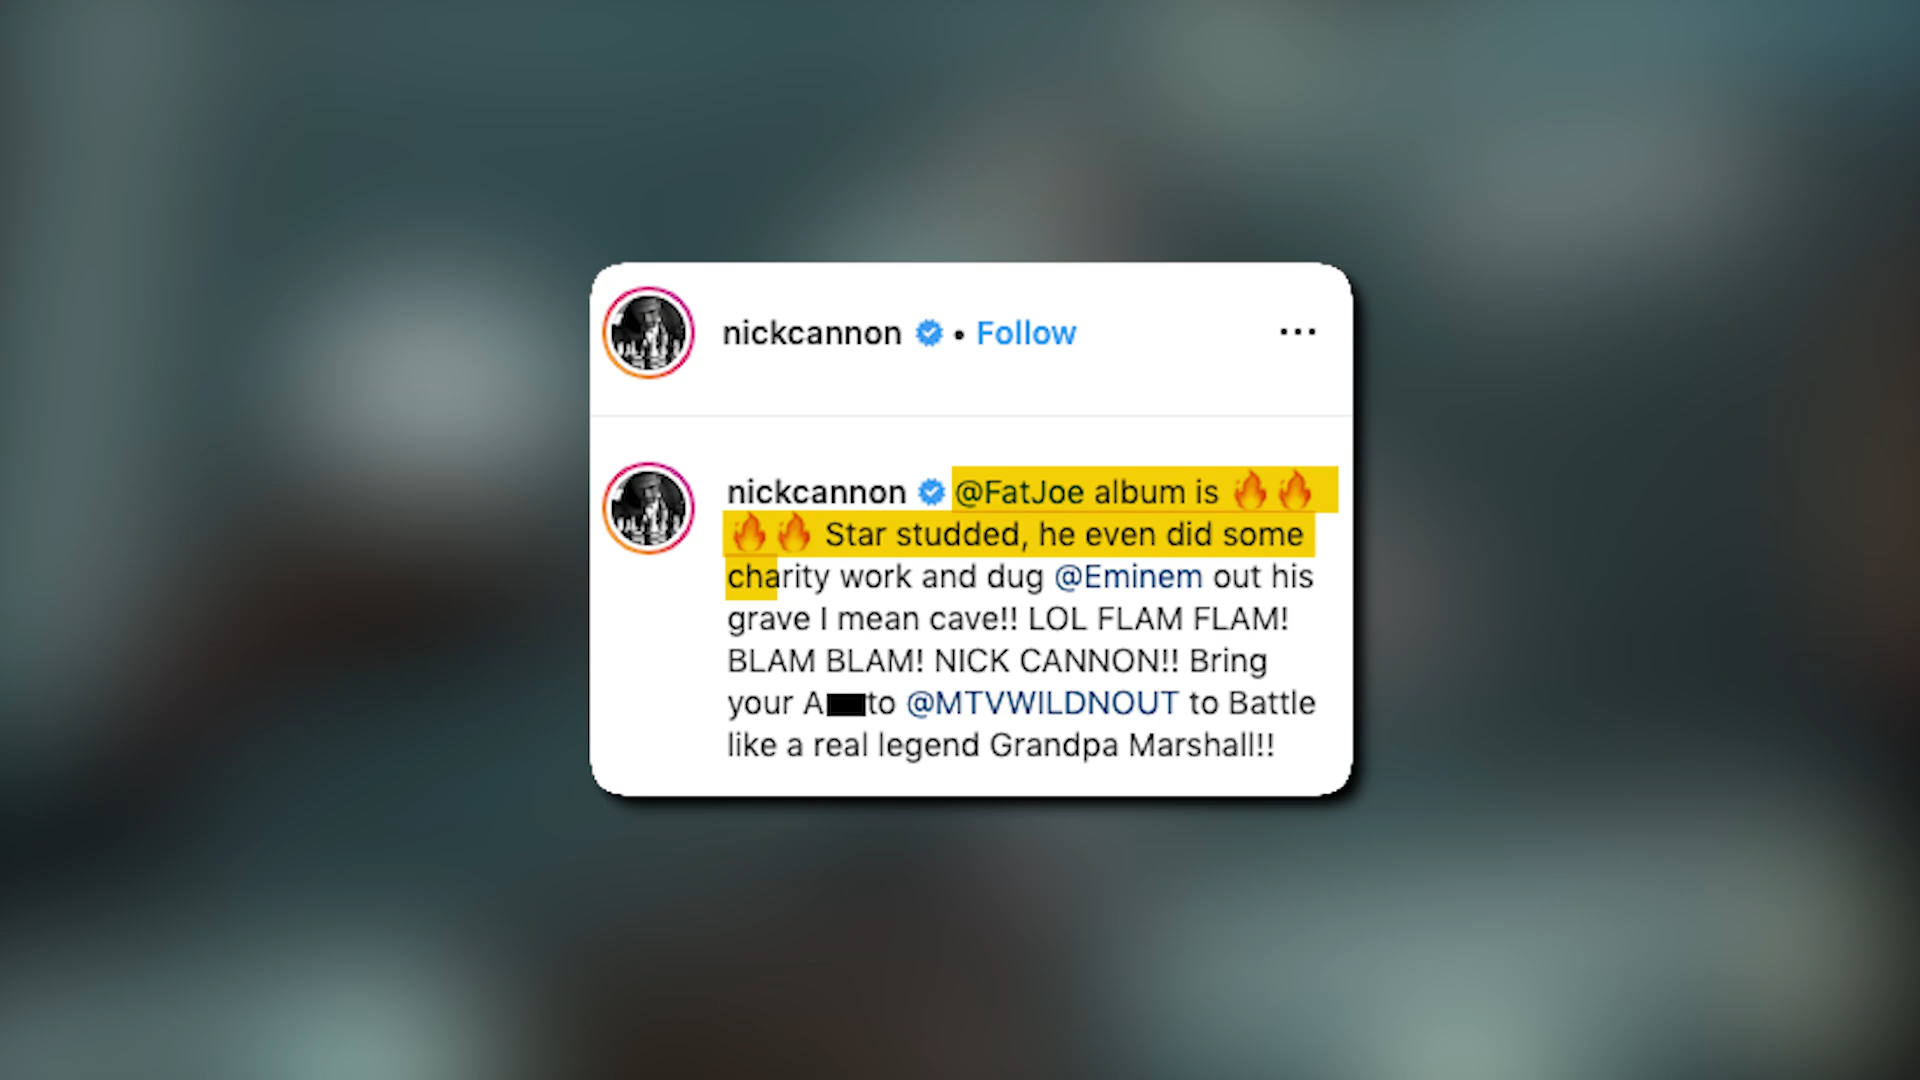 nickcannon • Follow
nickcannon @FatJoe album is 🔥🔥
🔥🔥 Star studded, he even did some
charity work and dug @Eminem out his
grave I mean cave!! LOL FLAM FLAM!
BLAM BLAM! NICK CANNON!! Bring
your A to @MTVWILDNOUT to Battle
like a real legend Grandpa Marshall!!